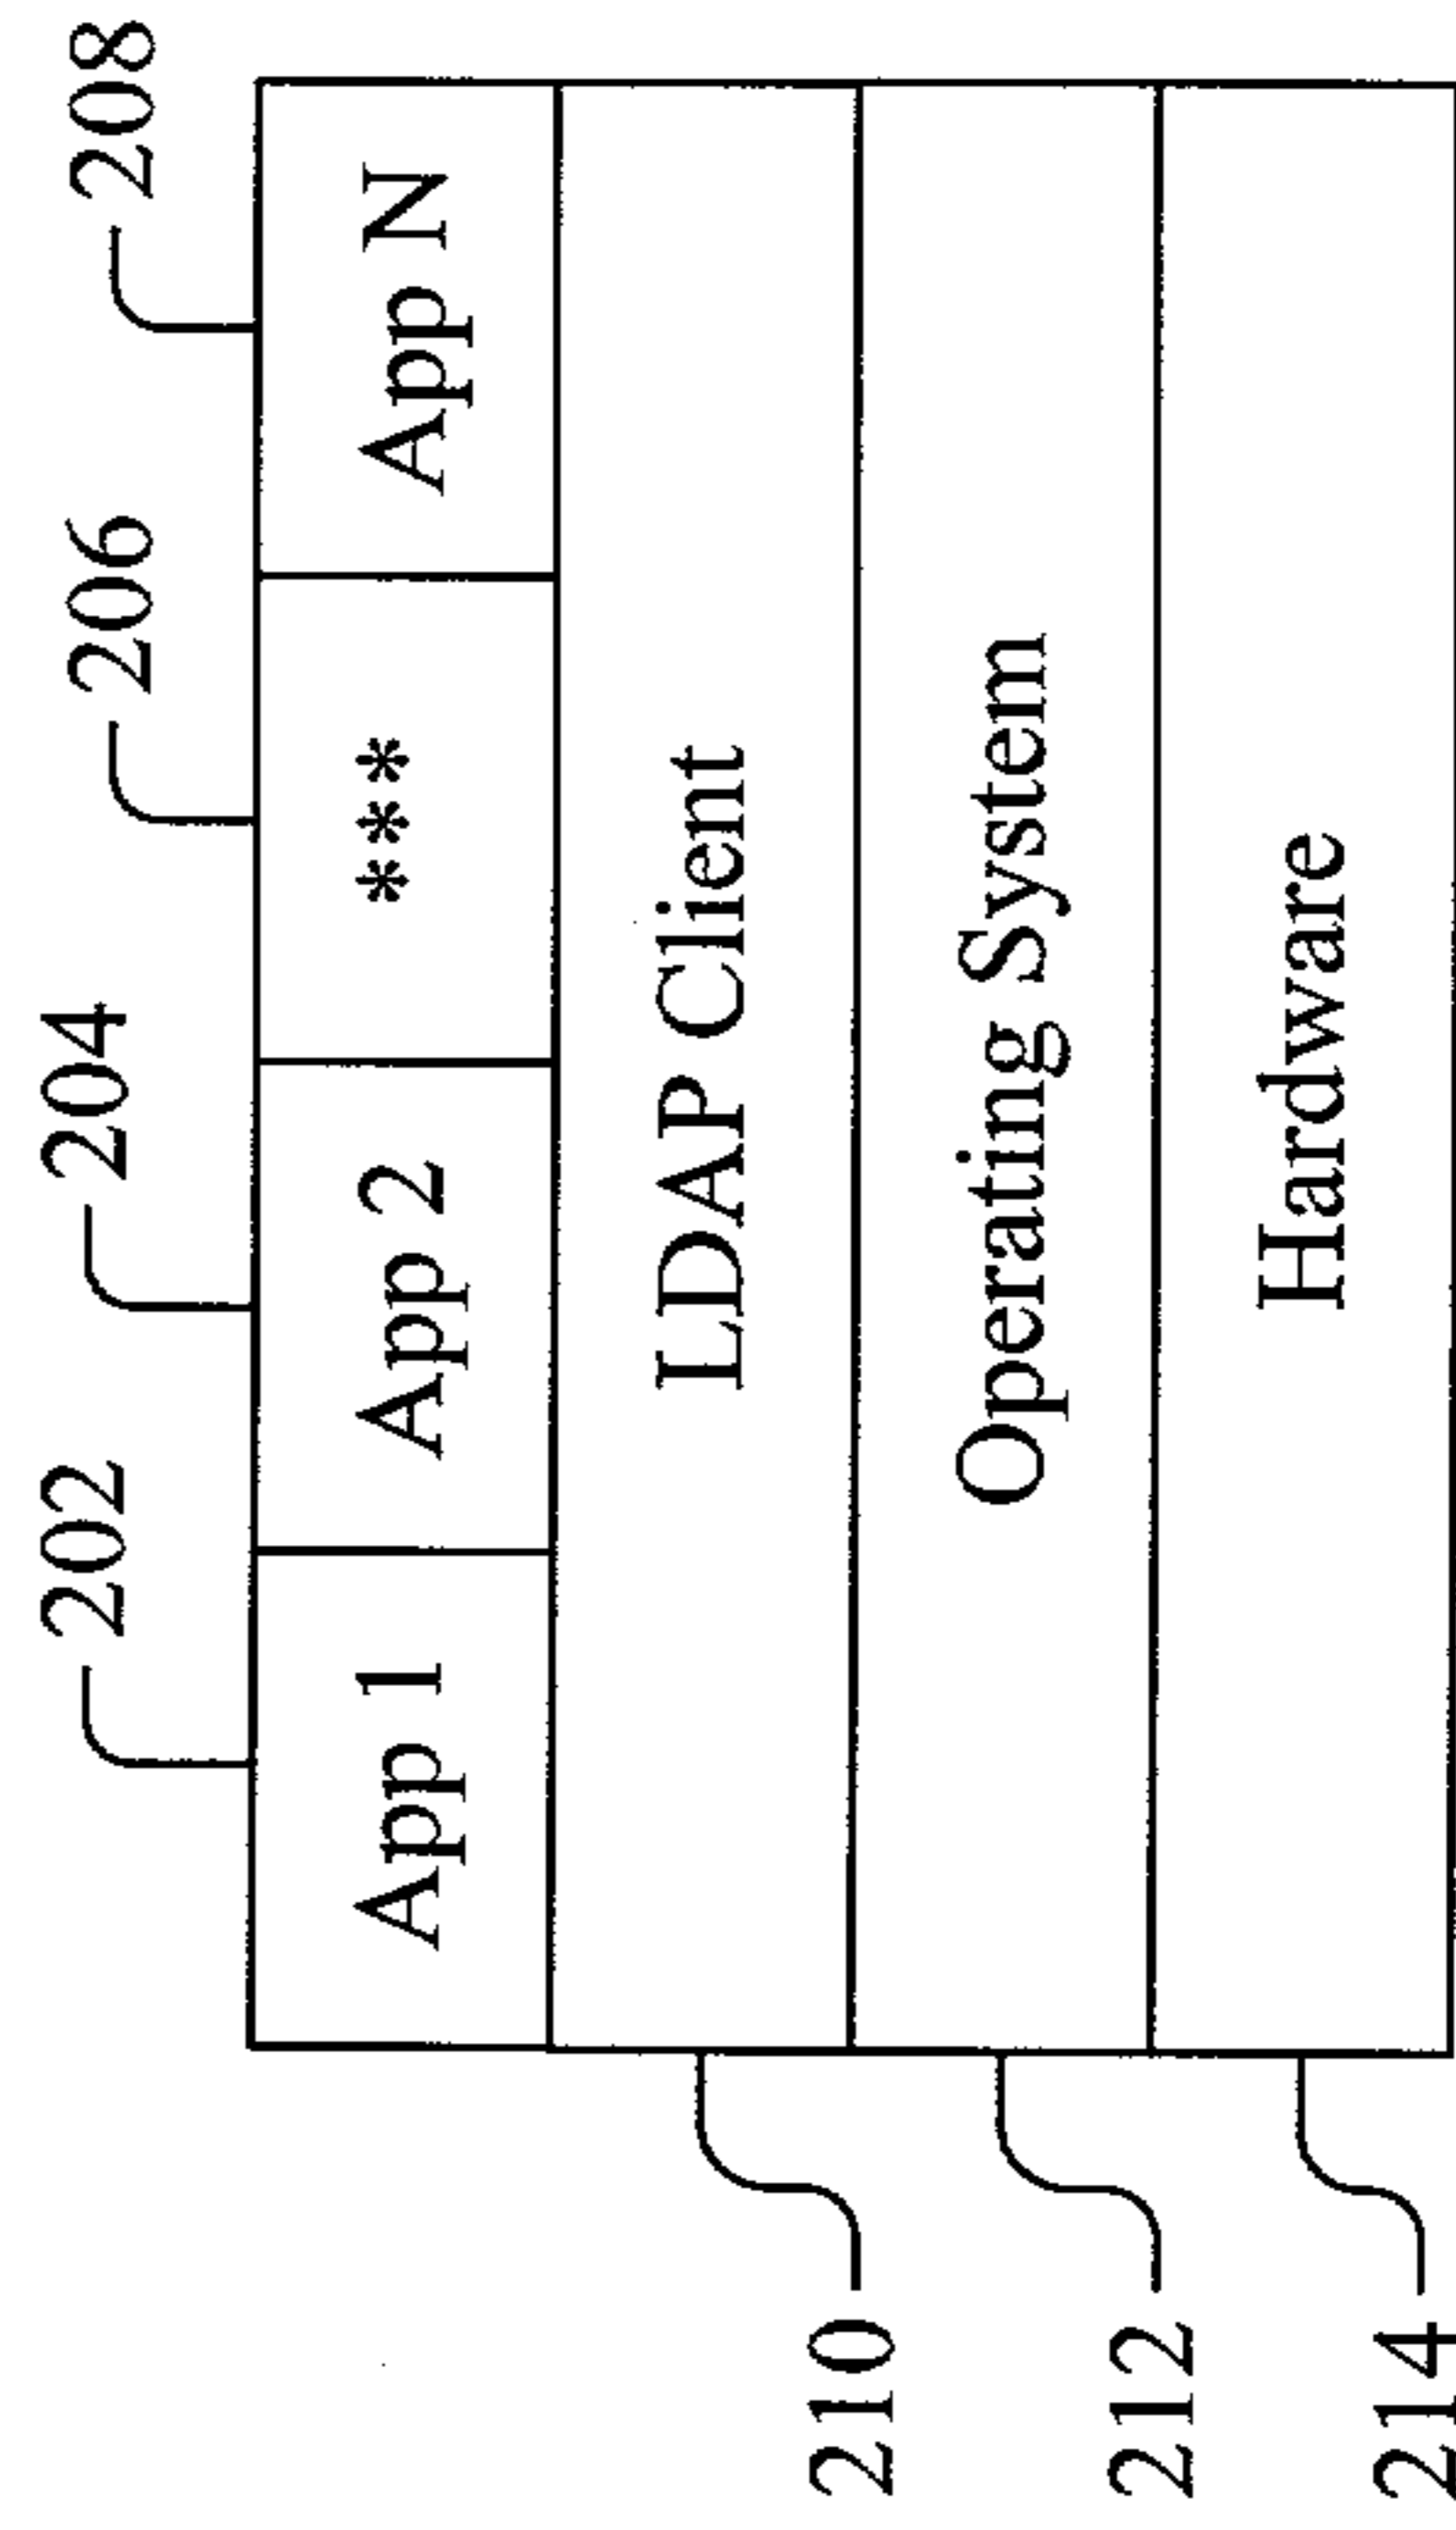 202 204 206 208
App 1 App 2 *** App N
210 LDAP Client
212 Operating System
214 Hardware